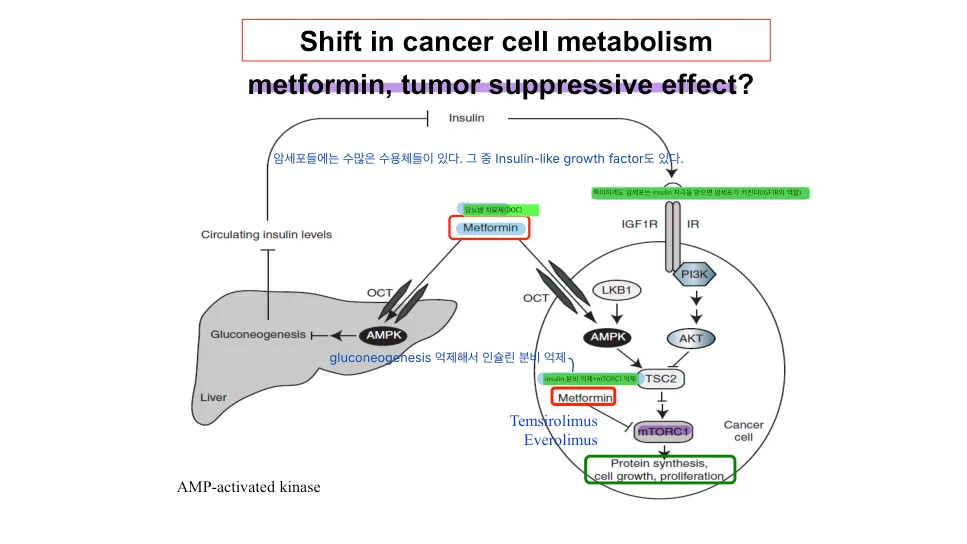 Shift in cancer cell metabolism
metformin, tumor suppressive effect?
Insulin
암세포들에는 수많은 수용체들이 있다. 그 중 Insulin-like growth factor도 있다.
특이하게도 암세포는 insulin 자극을 받으면 암세포가 커진다(IGF1R의 역할)
당뇨병 치료제(DOC)
Metformin
IGF1R
IR
Circulating insulin levels
PI3K
OCT
OCT
LKB1
Gluconeogenesis
AMPK
AMPK
AKT
gluconeogenesis 억제해서 인슐린 분비 억제
Insulin 분비 억제+mTORC1 억제
TSC2
Liver
Metformin
Temsirolimus
Everolimus
mTORC1
Cancer
cell
Protein synthesis,
cell growth, proliferation
AMP-activated kinase